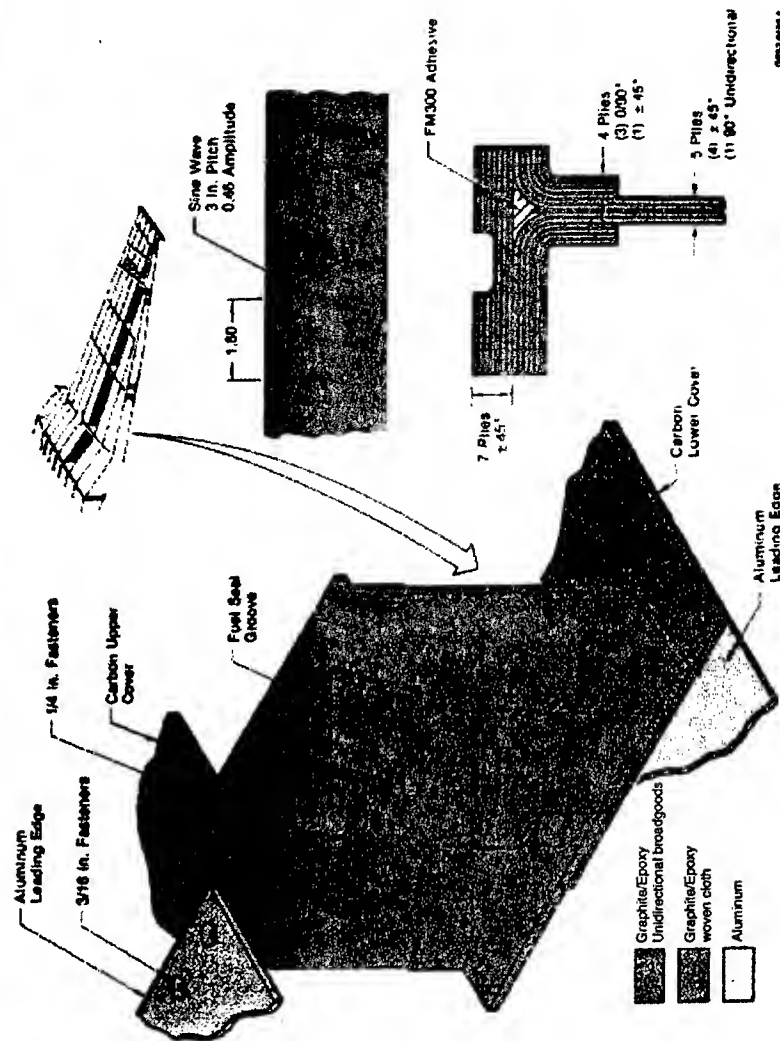 Aluminum
Leading Edge
3/16 in. Fasteners
1/4 in. Fasteners
Carbon Upper
Cover
Fuel Seal
Groove
Sine Wave
3 in. Pitch
0.45 Amplitude
1.80
FM300 Adhesive
7 Plies
± 45°
4 Plies
(3) 0/90°
(1) ± 45°
5 Plies
(4) ± 45°
(1) 90° Unidirectional
Carbon
Lower Cover
Aluminum
Leading Edge
Graphite/Epoxy
Unidirectional broadgoods
Graphite/Epoxy
woven cloth
Aluminum